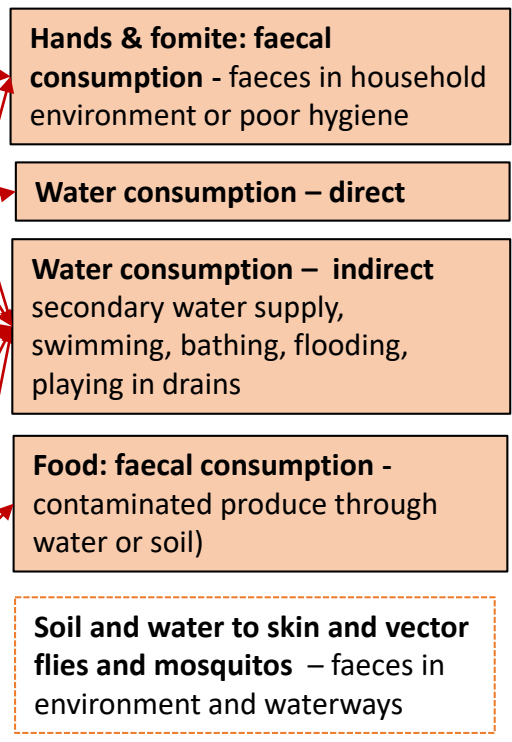 Hands & fomite: faecal
consumption - faeces in household
environment or poor hygiene
Water consumption – direct
Water consumption – indirect
secondary water supply,
swimming, bathing, flooding,
playing in drains
Food: faecal consumption -
contaminated produce through
water or soil)
Soil and water to skin and vector
flies and mosquitos – faeces in
environment and waterways